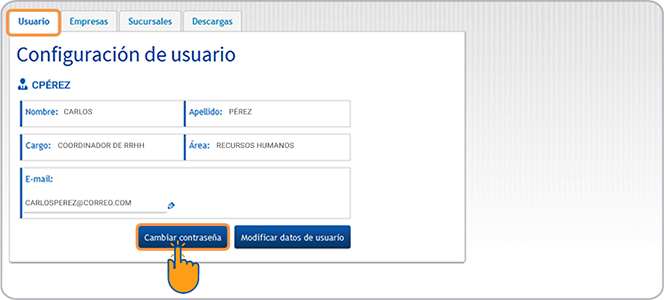 Usuario Empresas Sucursales Descargas
Configuración de usuario
CPÉREZ
Nombre: CARLOS Apellido: PÉREZ
Cargo: COORDINADOR DE RRHH Área: RECURSOS HUMANOS
E-mail:
CARLOSPEREZ@CORREO.COM
Cambiar contraseña Modificar datos de usuario